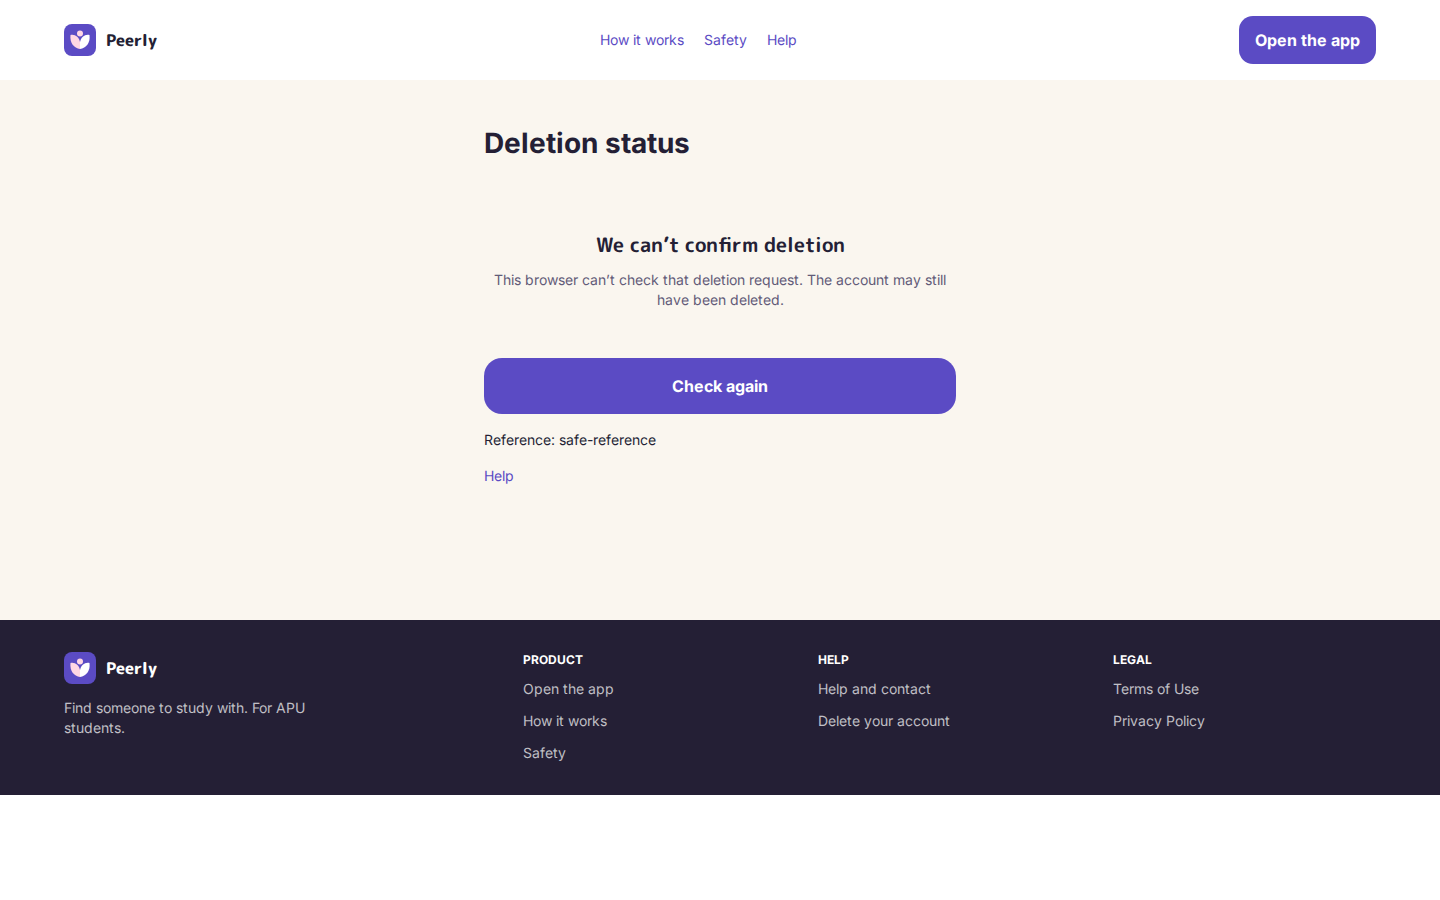 Peerly
How it works
Safety
Help
Open the app
Deletion status
We can’t confirm deletion
This browser can’t check that deletion request. The account may still
have been deleted.
Check again
Reference: safe-reference
Help
Peerly
Find someone to study with. For APU
students.
PRODUCT
Open the app
How it works
Safety
HELP
Help and contact
Delete your account
LEGAL
Terms of Use
Privacy Policy